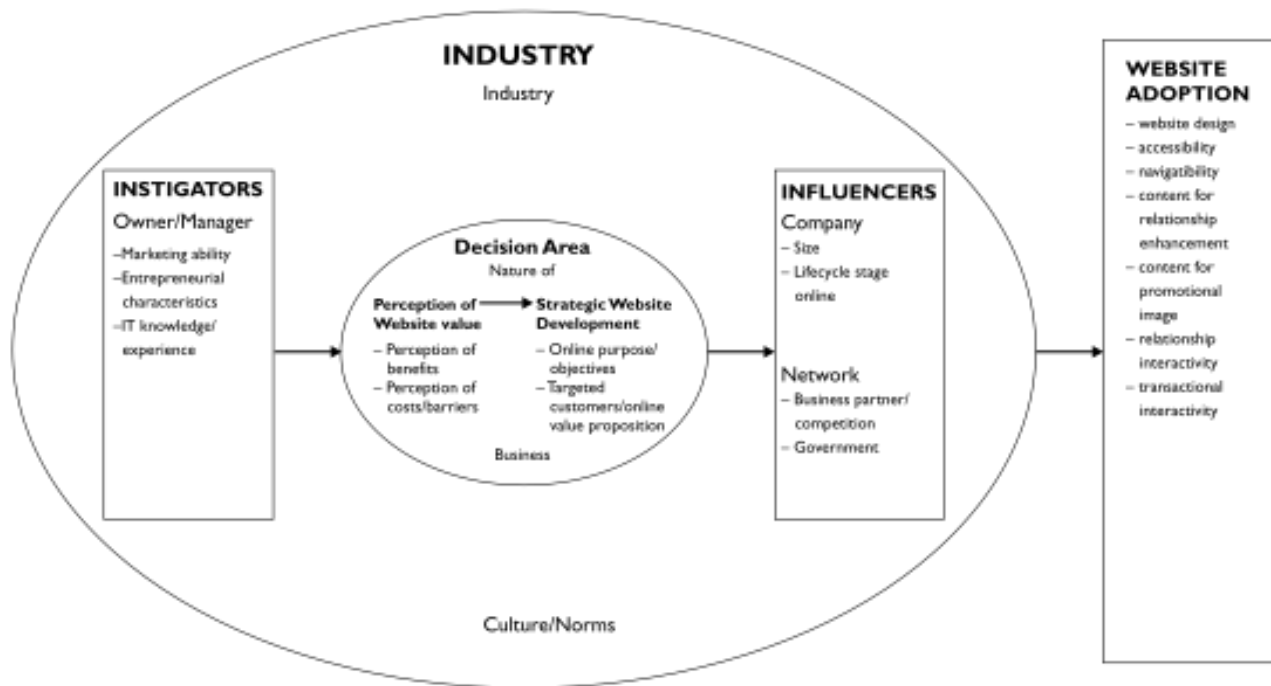 INDUSTRY
Industry
INSTIGATORS
Owner/Manager
–Marketing ability
–Entrepreneurial
characteristics
–IT knowledge/
experience
Decision Area
Nature of
Perception of
Website value
– Perception of
benefits
– Perception of
costs/barriers
Strategic Website
Development
– Online purpose/
objectives
– Targeted
customers/online
value proposition
Business
INFLUENCERS
Company
– Size
– Lifecycle stage
online
Network
– Business partner/
competition
– Government
Culture/Norms
WEBSITE
ADOPTION
– website design
– accessibility
– navigatibility
– content for
relationship
enhancement
– content for
promotional
image
– relationship
interactivity
– transactional
interactivity